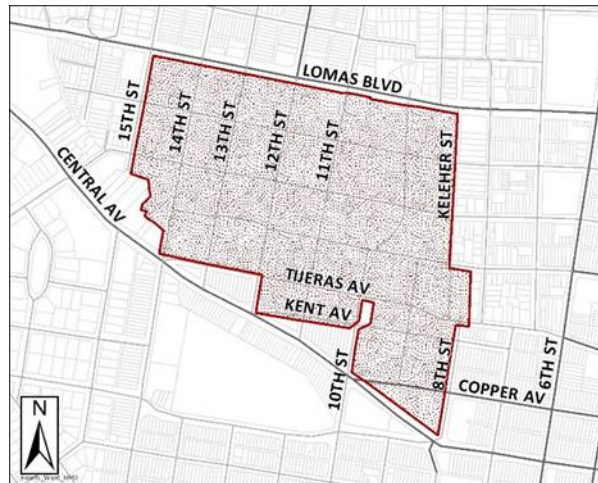 LOMAS BLVD
15TH ST
14TH ST
13TH ST
12TH ST
11TH ST
KELEHER ST
CENTRAL AV
TIJERAS AV
KENT AV
10TH ST
8TH ST
6TH ST
COPPER AV
N